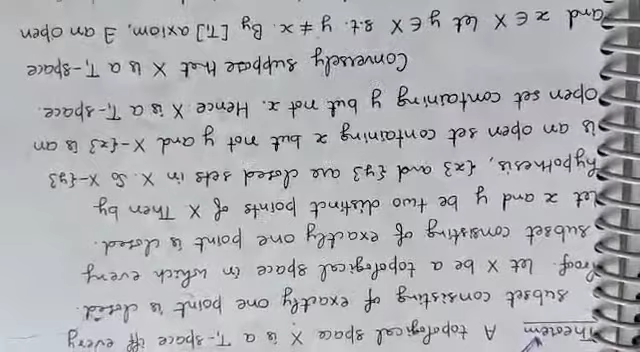 Theorem A topological space X is a T₁-space iff every
subset consisting of exactly one point is closed.
Proof. Let X be a topological space in which every
subset consisting of exactly one point is closed.
Let x and y be two distinct points of X Then by
hypothesis, {x} and {y} are closed sets in X. So X-{y}
is an open set containing x but not y and X-{x} is an
open set containing y but not x. Hence X is a T₁-space.
Conversely, suppose that X is a T₁-space
and x ∈ X let y ∈ X s.t. y ≠ x. By [T₁] axiom, ∃ an open